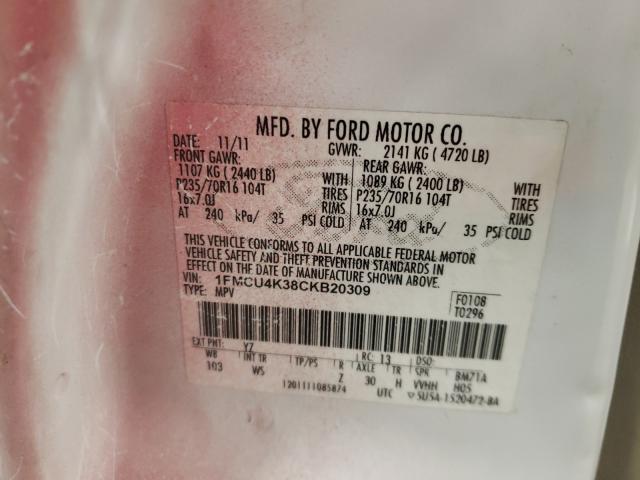 MFD. BY FORD MOTOR CO.
DATE: 11/11 GVWR: 2141 KG ( 4720 LB)
FRONT GAWR: REAR GAWR:
1107 KG ( 2440 LB) WITH 1089 KG ( 2400 LB) WITH
P235/70R16 104T TIRES P235/70R16 104T TIRES
16x7.0J RIMS 16x7.0J RIMS
AT 240 kPa/ 35 PSI COLD AT 240 kPa/ 35 PSI COLD
THIS VEHICLE CONFORMS TO ALL APPLICABLE FEDERAL MOTOR
VEHICLE SAFETY AND THEFT PREVENTION STANDARDS IN
EFFECT ON THE DATE OF MANUFACTURE SHOWN ABOVE.
VIN: 1FMCU4K38CKB20309
TYPE: MPV
F0108
T0296
EXT PNT: YZ RC: 13 DSO:
WB INT TR TP/PS R AXLE TR SPR BM71A
103 WS Z 30 H VVHH H05
1201111085874 UTC ▽5U5A-1520472-BA